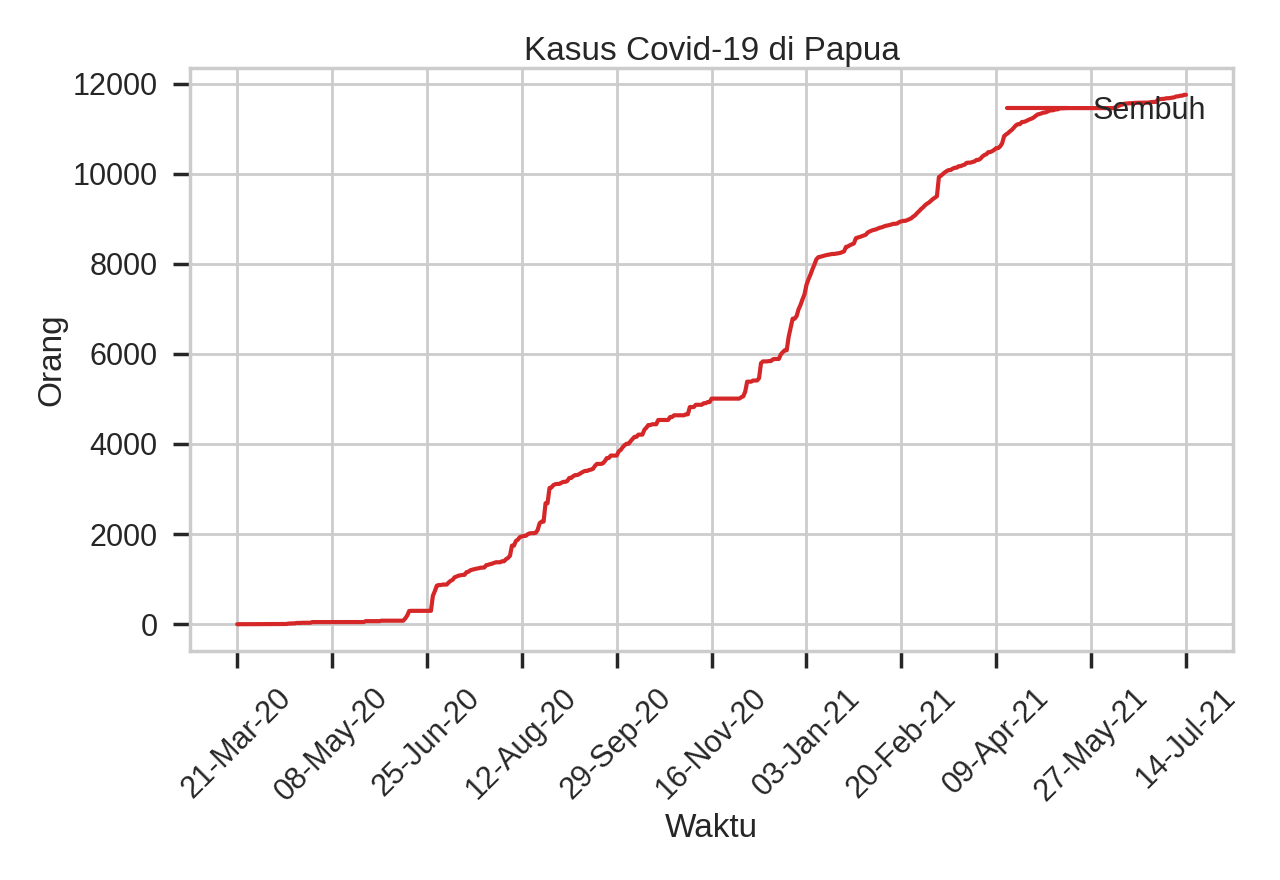 Kasus Covid-19 di Papua
12000
10000
8000
6000
4000
2000
0
Orang
Sembuh
21-Mar-20
08-May-20
25-Jun-20
12-Aug-20
29-Sep-20
16-Nov-20
03-Jan-21
20-Feb-21
09-Apr-21
27-May-21
14-Jul-21
Waktu